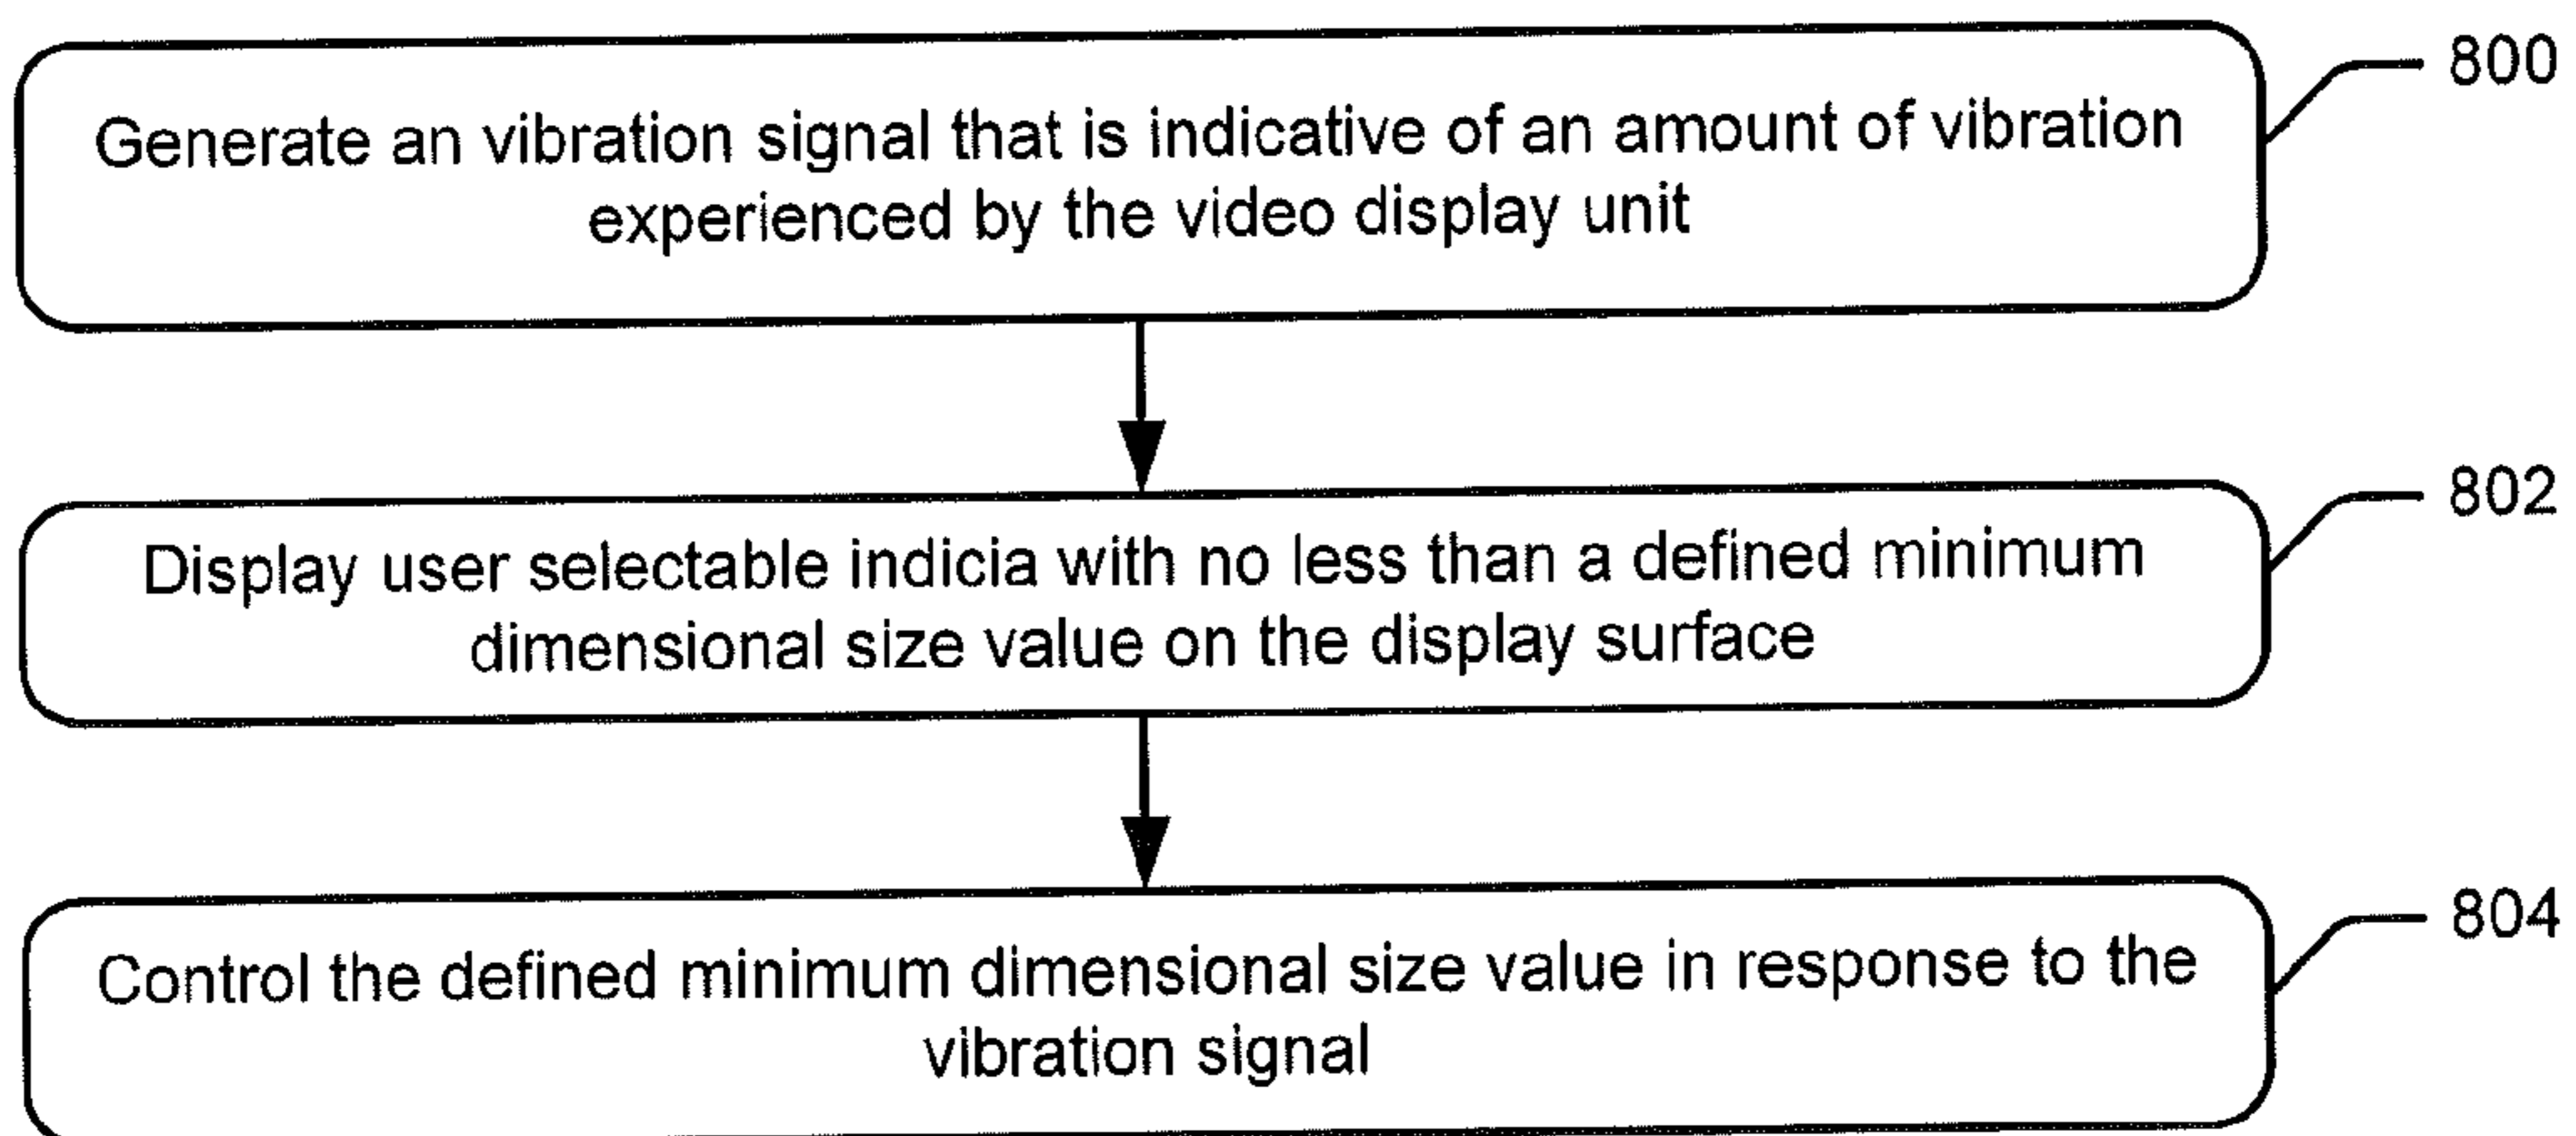 800
Generate an vibration signal that is indicative of an amount of vibration
experienced by the video display unit
802
Display user selectable indicia with no less than a defined minimum
dimensional size value on the display surface
804
Control the defined minimum dimensional size value in response to the
vibration signal